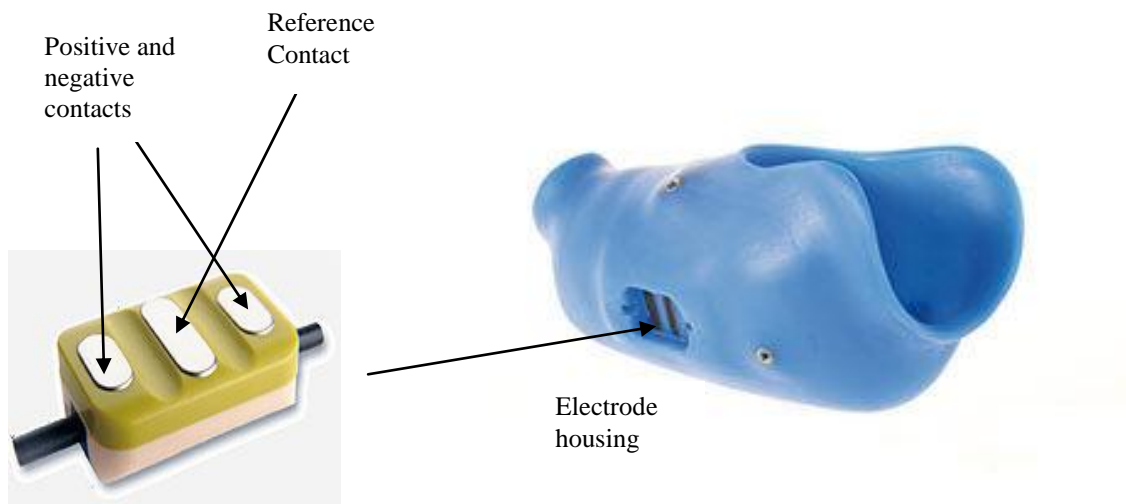 Positive and
negative
contacts
Reference
Contact
Electrode
housing